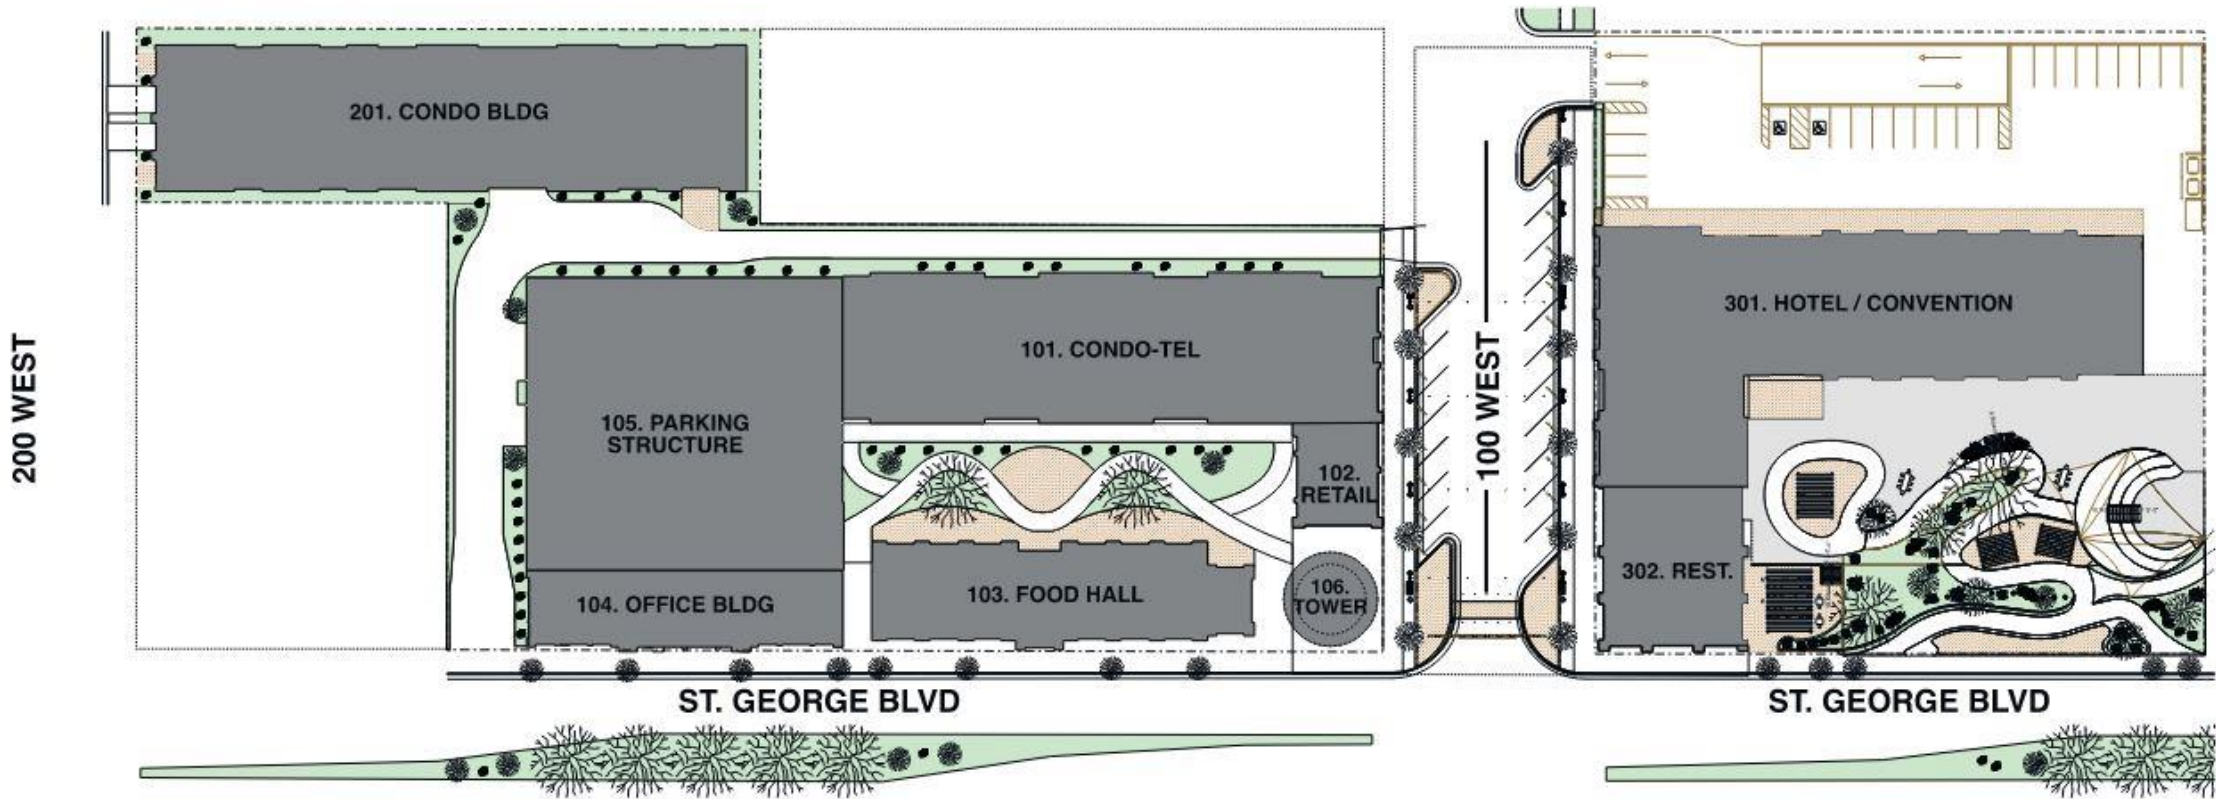 201. CONDO BLDG
301. HOTEL / CONVENTION
101. CONDO-TEL
200 WEST
100 WEST
105. PARKING
STRUCTURE
102.
RETAIL
302. REST.
104. OFFICE BLDG
103. FOOD HALL
106.
TOWER
ST. GEORGE BLVD
ST. GEORGE BLVD